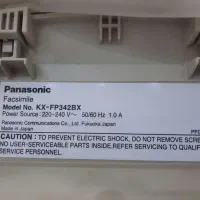 Panasonic
Facsimile
Model No. KX-FP342BX
Power Source : 220-240 V~ 50/60 Hz 1.0 A
Panasonic Communications Co., Ltd. Fukuoka Japan
Made in Japan
CAUTION : TO PREVENT ELECTRIC SHOCK, DO NOT REMOVE SCRE
NO USER-SERVICEABLE PARTS INSIDE. REFER SERVICING TO QUALIF
SERVICE PERSONNEL.